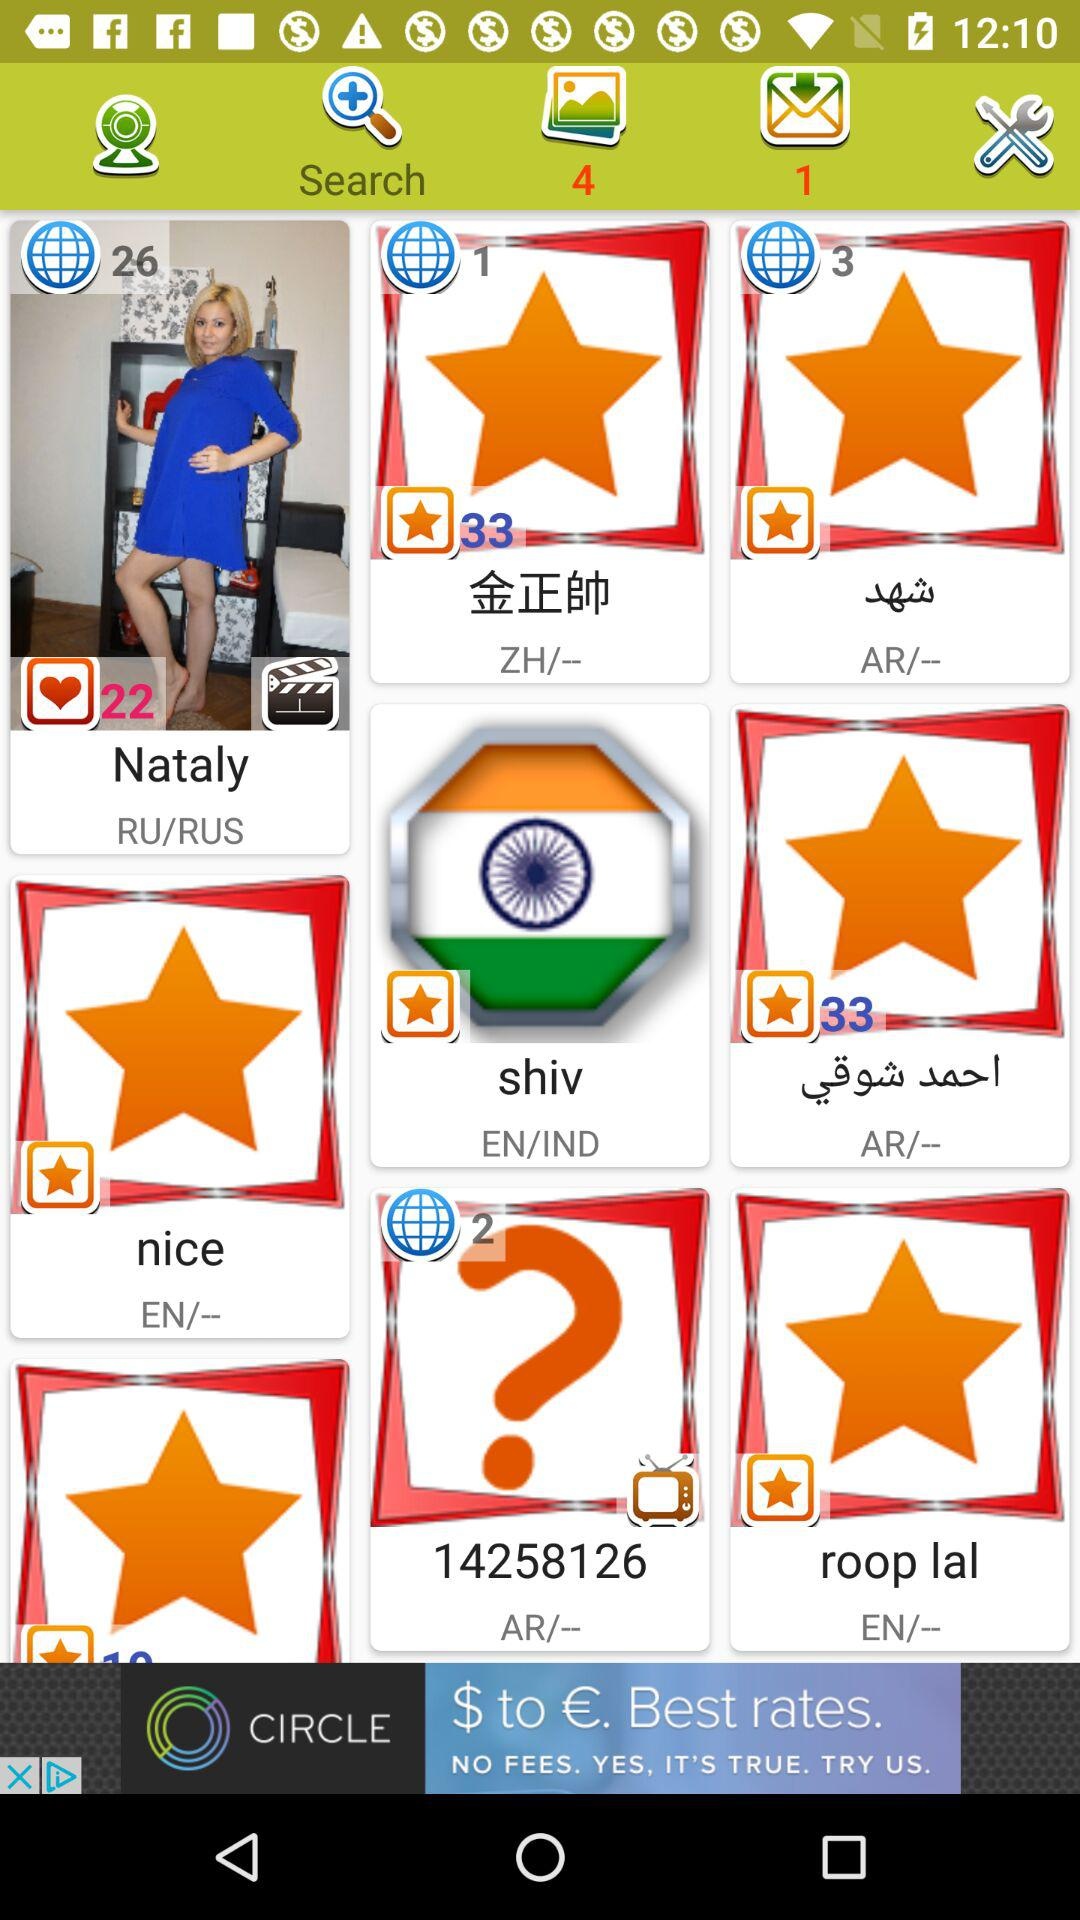 12:10
Search
4
1
26
22
Nataly
RU/RUS
1
33
金正帥
ZH/--
3
شهد
AR/--
nice
EN/--
shiv
EN/IND
33
احمد شوقي
AR/--
2
14258126
AR/--
roop lal
EN/--
CIRCLE
$ to €. Best rates.
NO FEES. YES, IT'S TRUE. TRY US.